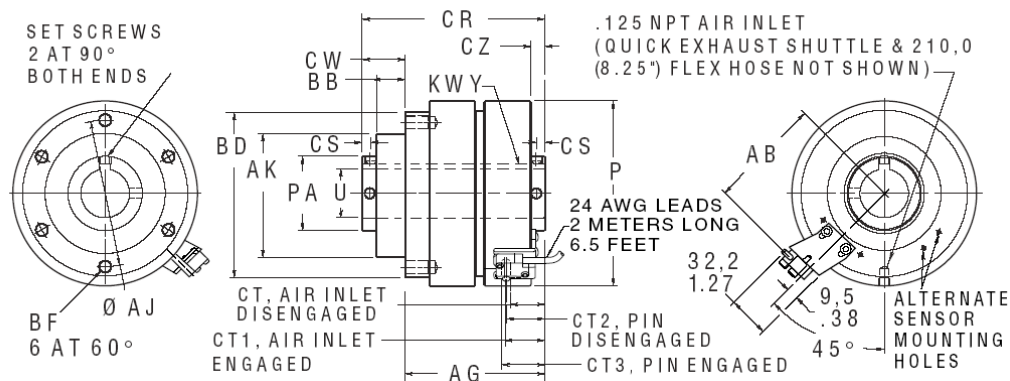 SET SCREWS
2 AT 90°
BOTH ENDS
CR
CZ
CW
BB
KWY
.125 NPT AIR INLET
(QUICK EXHAUST SHUTTLE & 210,0
(8.25") FLEX HOSE NOT SHOWN)
BD
AK
CS
PA
U
CS
P
AB
24 AWG LEADS
2 METERS LONG
6.5 FEET
BF
6 AT 60°
Ø AJ
CT, AIR INLET
DISENGAGED
CT1, AIR INLET
ENGAGED
AG
CT2, PIN
DISENGAGED
CT3, PIN ENGAGED
32,2
1.27
9,5
.38
45°
ALTERNATE
SENSOR
MOUNTING
HOLES